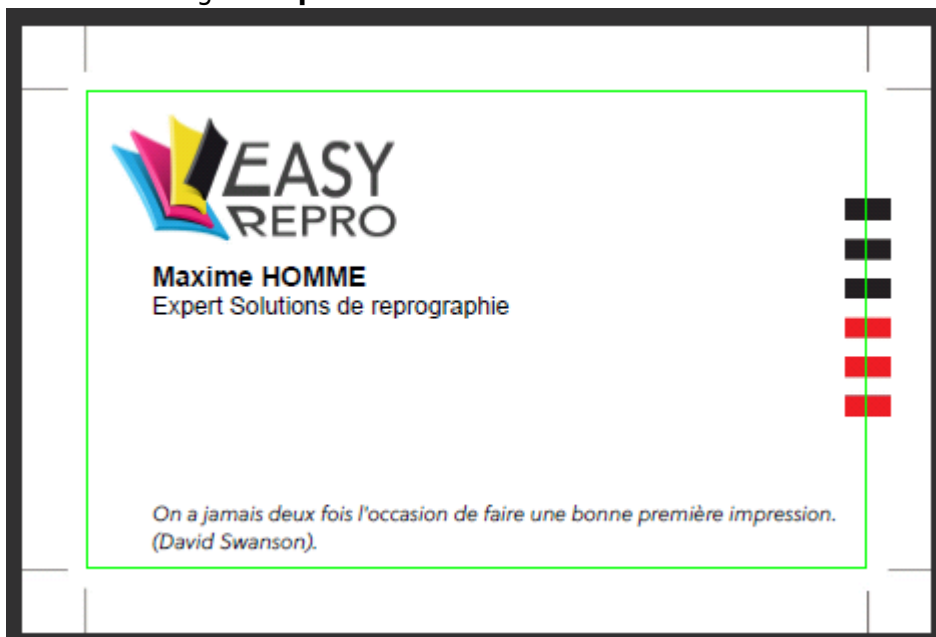 EASY
REPRO
Maxime HOMME
Expert Solutions de reprographie
On a jamais deux fois l'occasion de faire une bonne première impression.
(David Swanson).